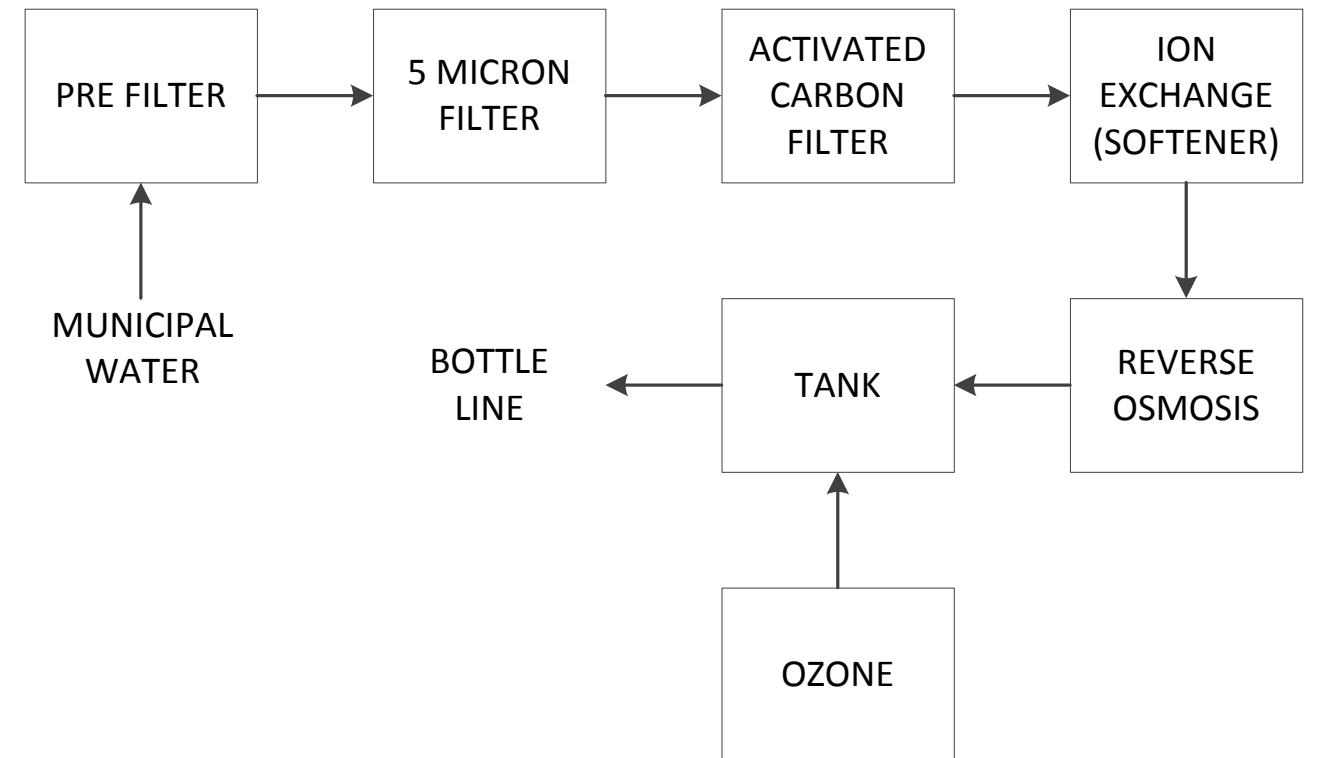 PRE FILTER
5 MICRON
FILTER
ACTIVATED
CARBON
FILTER
ION
EXCHANGE
(SOFTENER)
MUNICIPAL
WATER
BOTTLE
LINE
TANK
REVERSE
OSMOSIS
OZONE